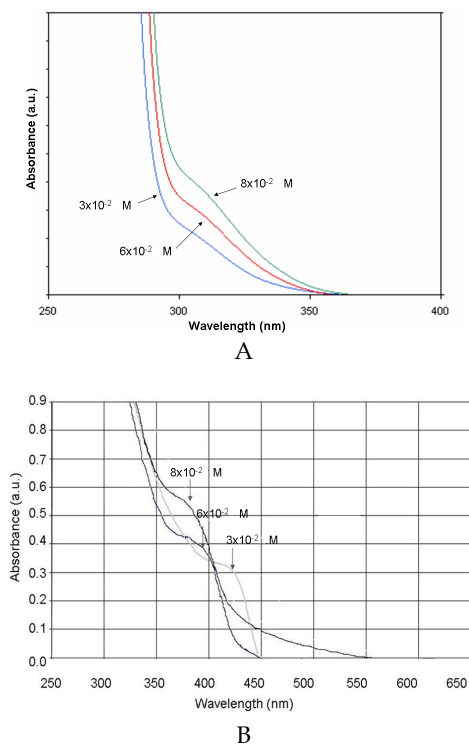 Absorbance (a.u.)
8x10⁻² M
3x10⁻² M
6x10⁻² M
250 300 350 400
Wavelength (nm)
A
Absorbance (a.u.)
0.9
0.8
0.7
0.6
0.5
0.4
0.3
0.2
0.1
0.0
8x10⁻² M
6x10⁻² M
3x10⁻² M
250 300 350 400 450 500 550 600 650
Wavelength (nm)
B